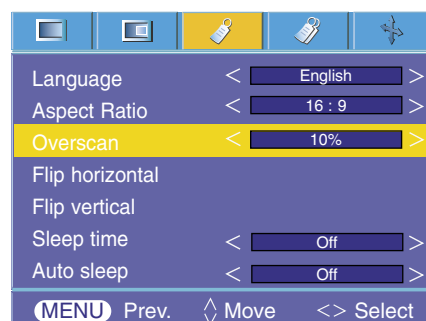 Language < English >
Aspect Ratio < 16 : 9 >
Overscan < 10% >
Flip horizontal
Flip vertical
Sleep time < Off >
Auto sleep < Off >
MENU Prev. Move <> Select